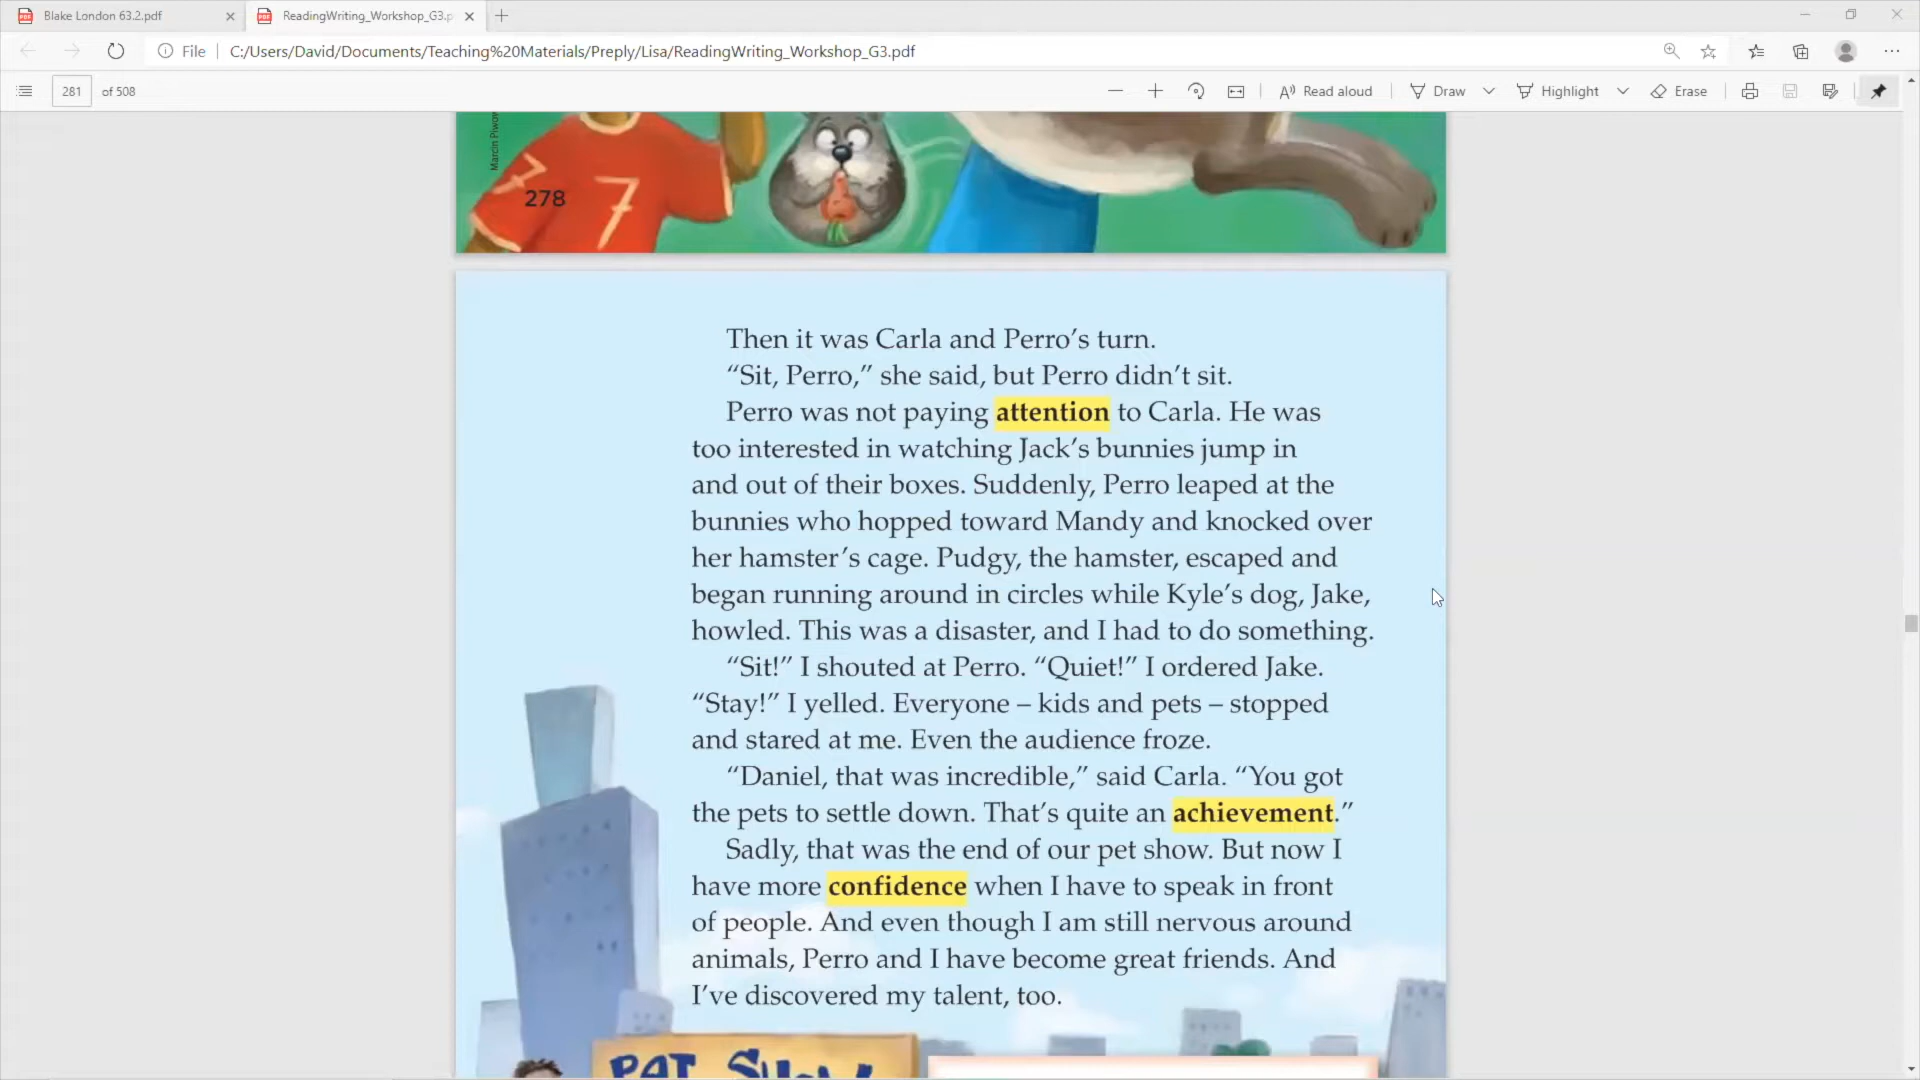 Blake London 63.2.pdf
ReadingWriting_Workshop_G3.p
File
C:/Users/David/Documents/Teaching%20Materials/Preply/Lisa/ReadingWriting_Workshop_G3.pdf
281 of 508
Read aloud
Draw
Highlight
Erase
Marcin Piwow
7
7
278
Then it was Carla and Perro’s turn.
“Sit, Perro,” she said, but Perro didn’t sit.
Perro was not paying attention to Carla. He was
too interested in watching Jack’s bunnies jump in
and out of their boxes. Suddenly, Perro leaped at the
bunnies who hopped toward Mandy and knocked over
her hamster’s cage. Pudgy, the hamster, escaped and
began running around in circles while Kyle’s dog, Jake,
howled. This was a disaster, and I had to do something.
“Sit!” I shouted at Perro. “Quiet!” I ordered Jake.
“Stay!” I yelled. Everyone – kids and pets – stopped
and stared at me. Even the audience froze.
“Daniel, that was incredible,” said Carla. “You got
the pets to settle down. That’s quite an achievement.”
Sadly, that was the end of our pet show. But now I
have more confidence when I have to speak in front
of people. And even though I am still nervous around
animals, Perro and I have become great friends. And
I’ve discovered my talent, too.
PET SHOW